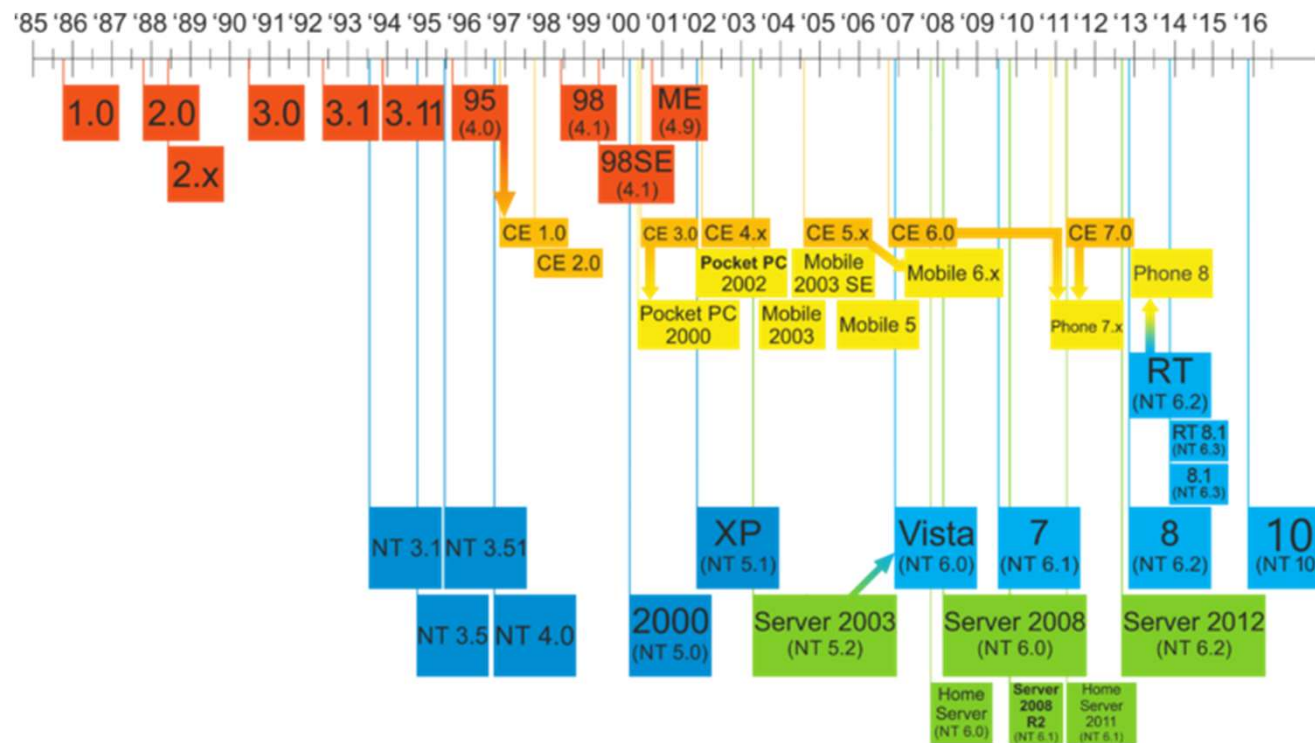 ‘85 ‘86 ‘87 ‘88 ‘89 ‘90 ‘91 ‘92 ‘93 ‘94 ‘95 ‘96 ‘97 ‘98 ‘99 ‘00 ‘01 ‘02 ‘03 ‘04 ‘05 ‘06 ‘07 ‘08 ‘09 ‘10 ‘11 ‘12 ‘13 ‘14 ‘15 ‘16
1.0
2.0
3.0
3.1
3.11
95
(4.0)
98
(4.1)
ME
(4.9)
2.x
98SE
(4.1)
CE 1.0
CE 3.0
CE 4.x
CE 5.x
CE 6.0
CE 7.0
CE 2.0
Pocket PC
2002
Mobile
2003 SE
Mobile 6.x
Phone 8
Pocket PC
2000
Mobile
2003
Mobile 5
Phone 7.x
RT
(NT 6.2)
RT 8.1
(NT 6.3)
8.1
(NT 6.3)
NT 3.1
NT 3.51
XP
(NT 5.1)
Vista
(NT 6.0)
7
(NT 6.1)
8
(NT 6.2)
10
(NT 10
NT 3.5
NT 4.0
2000
(NT 5.0)
Server 2003
(NT 5.2)
Server 2008
(NT 6.0)
Server 2012
(NT 6.2)
Home
Server
(NT 6.0)
Server
2008
R2
(NT 6.1)
Home
Server
2011
(NT 6.1)